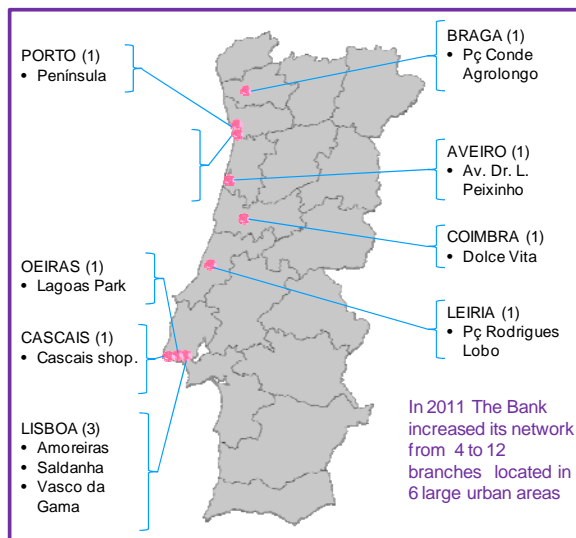 PORTO (1)
• Península
OEIRAS (1)
• Lagoas Park
CASCAIS (1)
• Cascais shop.
LISBOA (3)
• Amoreiras
• Saldanha
• Vasco da
Gama
BRAGA (1)
• Pç Conde
Agrolongo
AVEIRO (1)
• Av. Dr. L.
Peixinho
COIMBRA (1)
• Dolce Vita
LEIRIA (1)
• Pç Rodrigues
Lobo
In 2011 The Bank
increased its network
from 4 to 12
branches located in
6 large urban areas